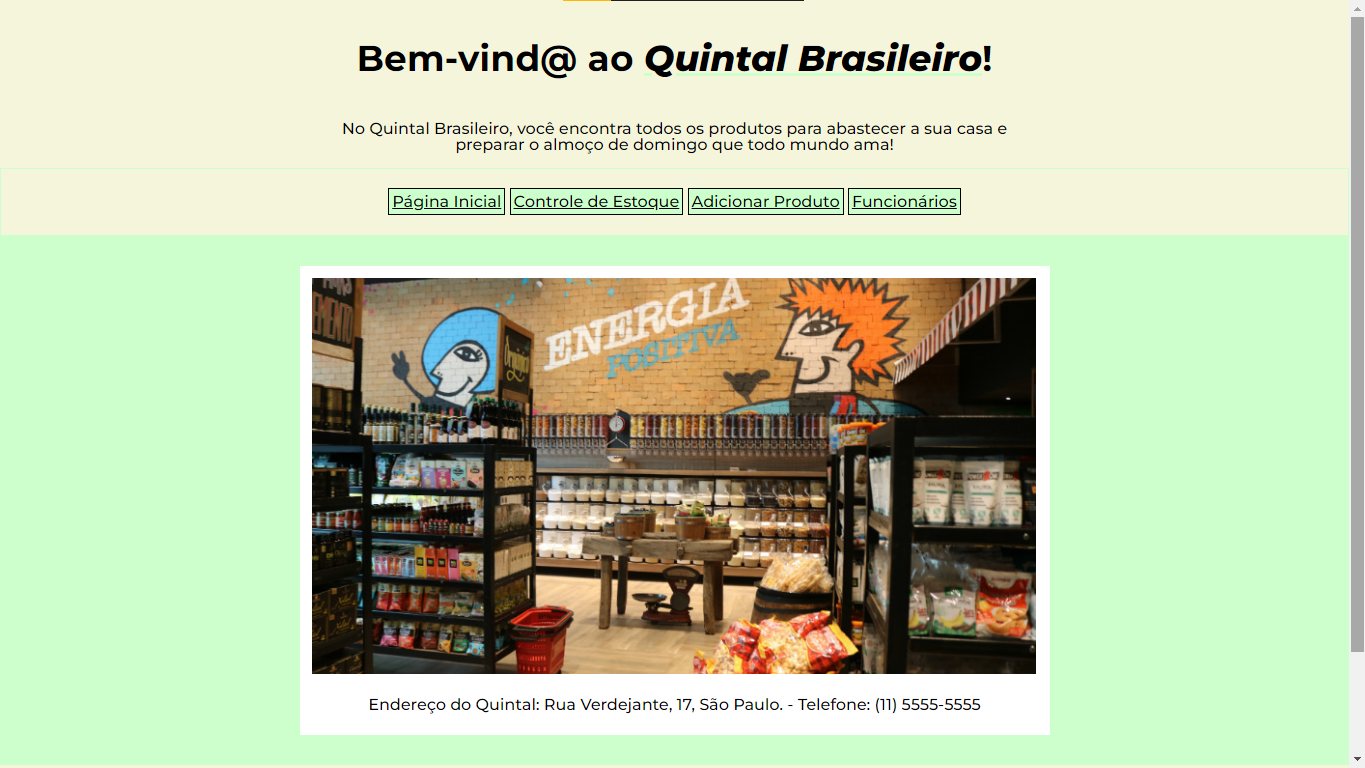 Bem-vind@ ao Quintal Brasileiro!
No Quintal Brasileiro, você encontra todos os produtos para abastecer a sua casa e
preparar o almoço de domingo que todo mundo ama!
Página Inicial Controle de Estoque Adicionar Produto Funcionários
ENERGIA
POSITIVA
Endereço do Quintal: Rua Verdejante, 17, São Paulo. - Telefone: (11) 5555-5555